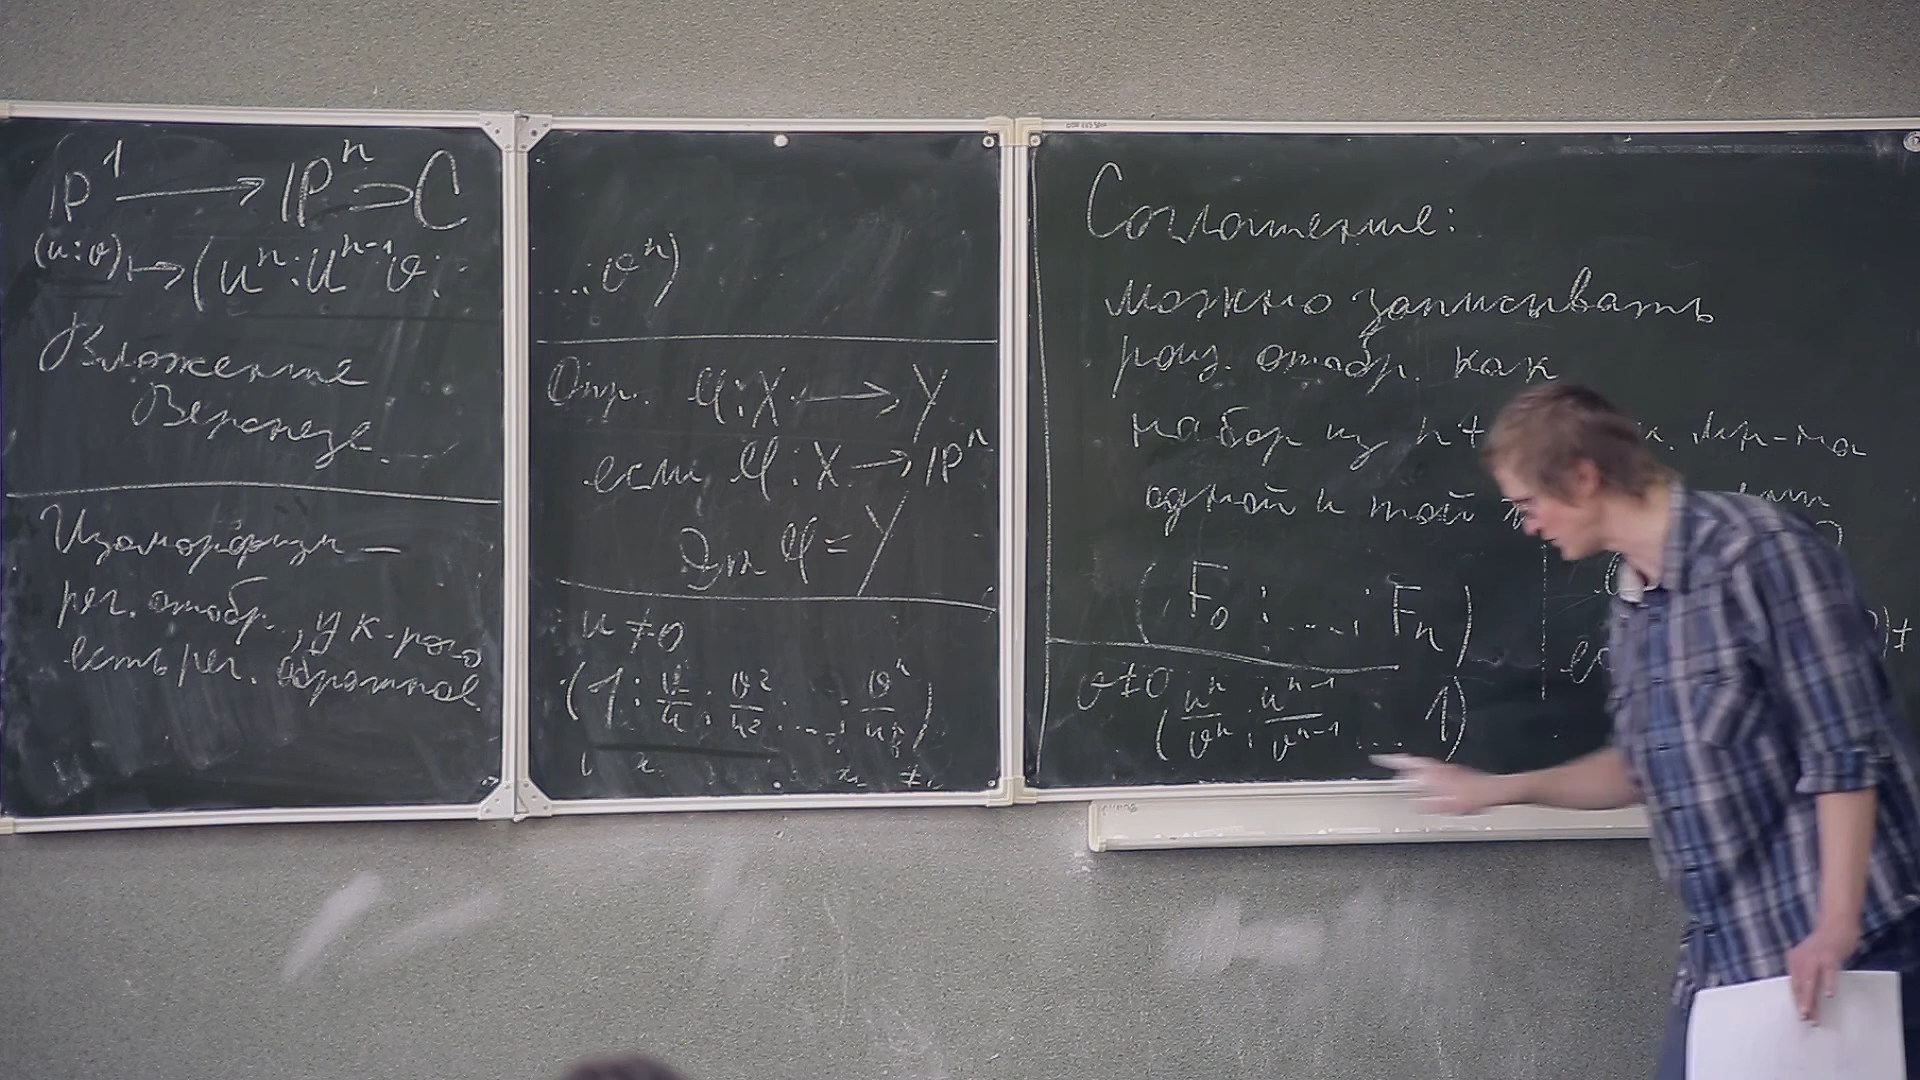 ℙ¹ ⟶ ℙⁿ ⊃ C
(u:v) ↦ (uⁿ : uⁿ⁻¹v :
Вложение
Веронезе.
Изоморфизм —
рег. отобр., у к-рого
есть рег. обратное.
...vⁿ)
Опр. φ: X ⟶ Y
если φ: X ⟶ ℙⁿ
Im φ = Y
u ≠ 0
(1 : v/u : v²/u² : ... : vⁿ/uⁿ)
Соглашение:
можно записывать
рац. отобр. как
набор из n+ мн-на
одной и той
(F₀ : ... : Fₙ)
v ≠ 0
(uⁿ/vⁿ : uⁿ⁻¹/vⁿ⁻¹ ... 1)